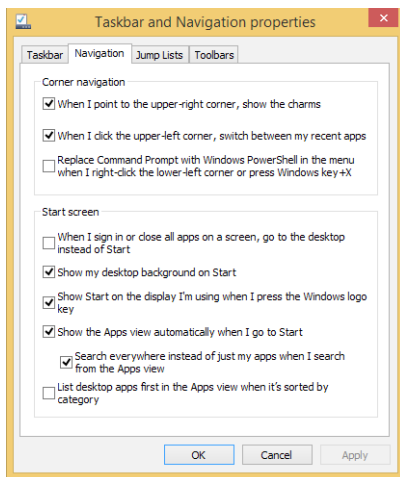 Taskbar and Navigation properties
Taskbar Navigation Jump Lists Toolbars
Corner navigation
When I point to the upper-right corner, show the charms
When I click the upper-left corner, switch between my recent apps
Replace Command Prompt with Windows PowerShell in the menu
when I right-click the lower-left corner or press Windows key+X
Start screen
When I sign in or close all apps on a screen, go to the desktop
instead of Start
Show my desktop background on Start
Show Start on the display I'm using when I press the Windows logo
key
Show the Apps view automatically when I go to Start
Search everywhere instead of just my apps when I search
from the Apps view
List desktop apps first in the Apps view when it's sorted by
category
OK Cancel Apply